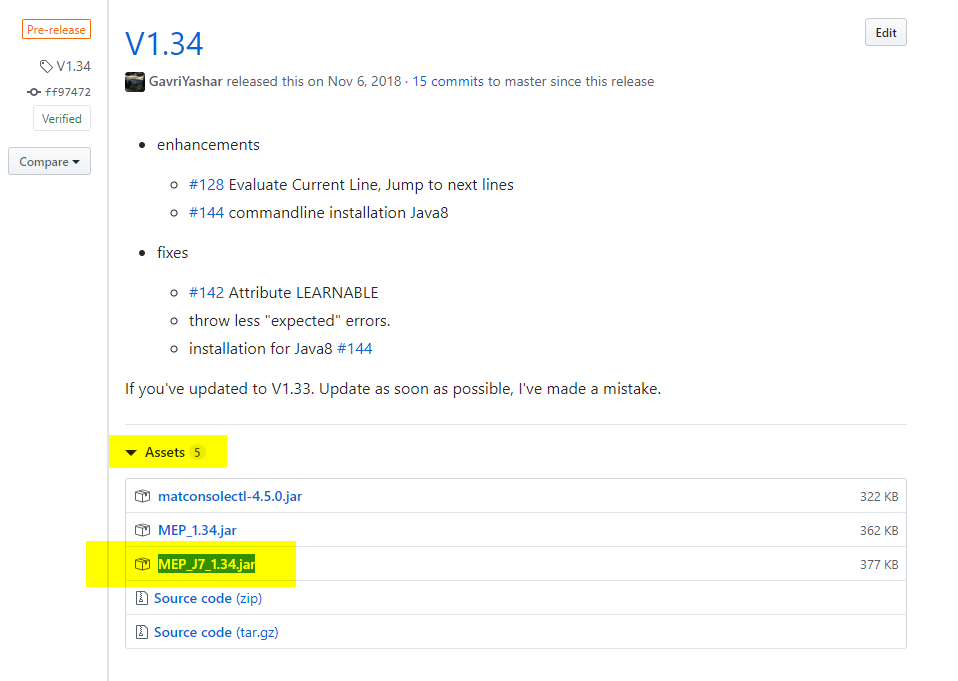 Pre-release
V1.34
ff97472
Verified
Compare
V1.34
Edit
GavriYashar released this on Nov 6, 2018 · 15 commits to master since this release
enhancements
#128 Evaluate Current Line, Jump to next lines
#144 commandline installation Java8
fixes
#142 Attribute LEARNABLE
throw less "expected" errors.
installation for Java8 #144
If you've updated to V1.33. Update as soon as possible, I've made a mistake.
Assets 5
matconsolectl-4.5.0.jar 322 KB
MEP_1.34.jar 362 KB
MEP_J7_1.34.jar 377 KB
Source code (zip)
Source code (tar.gz)